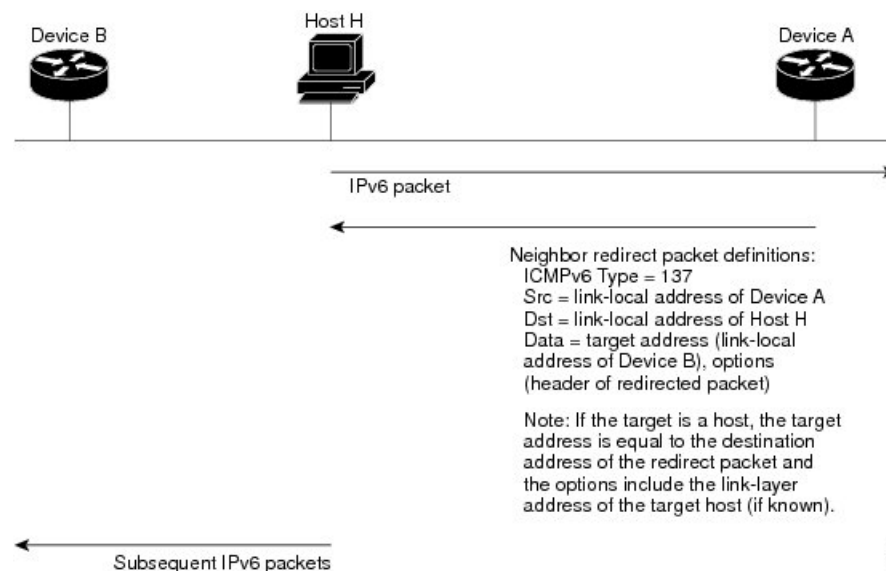 Host H
Device B
Device A
IPv6 packet
Neighbor redirect packet definitions:
ICMPv6 Type = 137
Src = link-local address of Device A
Dst = link-local address of Host H
Data = target address (link-local
address of Device B), options
(header of redirected packet)
Note: If the target is a host, the target
address is equal to the destination
address of the redirect packet and
the options include the link-layer
address of the target host (if known).
Subsequent IPv6 packets